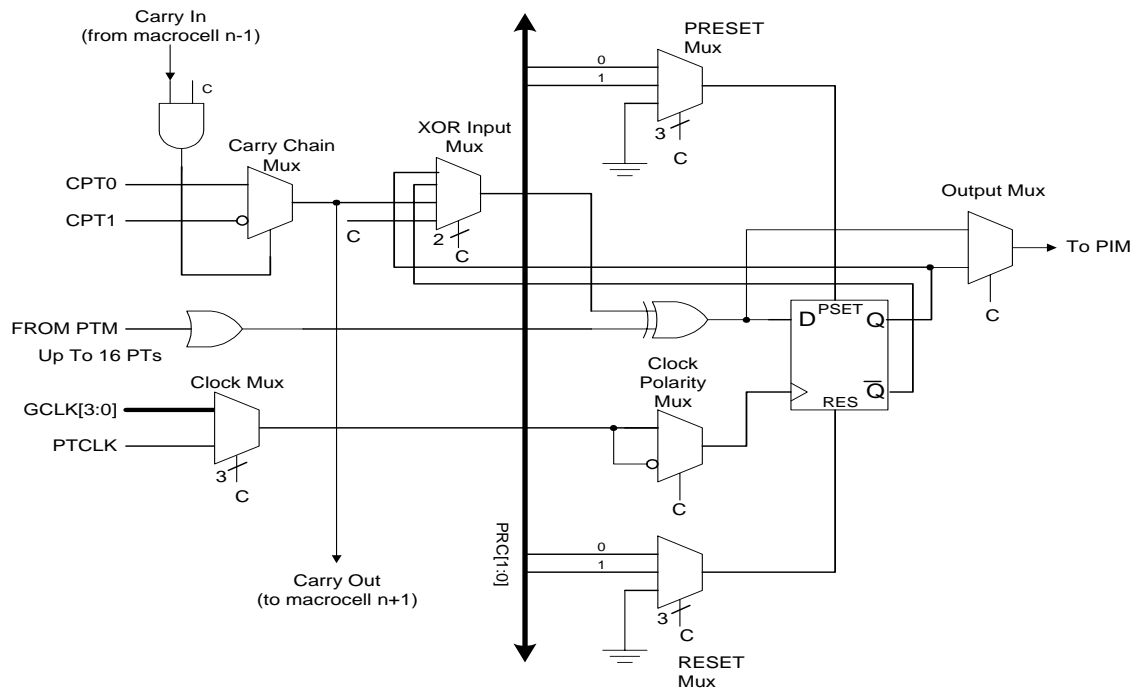 Carry In
(from macrocell n-1)
C
PRESET
Mux
0
1
3
C
XOR Input
Mux
Carry Chain
Mux
CPT0
CPT1
C
2
C
Output Mux
To PIM
C
FROM PTM
Up To 16 PTs
D
PSET
Q
Q
RES
Clock
Polarity
Mux
C
Clock Mux
GCLK[3:0]
PTCLK
3
C
PRC[1:0]
0
1
3
C
RESET
Mux
Carry Out
(to macrocell n+1)